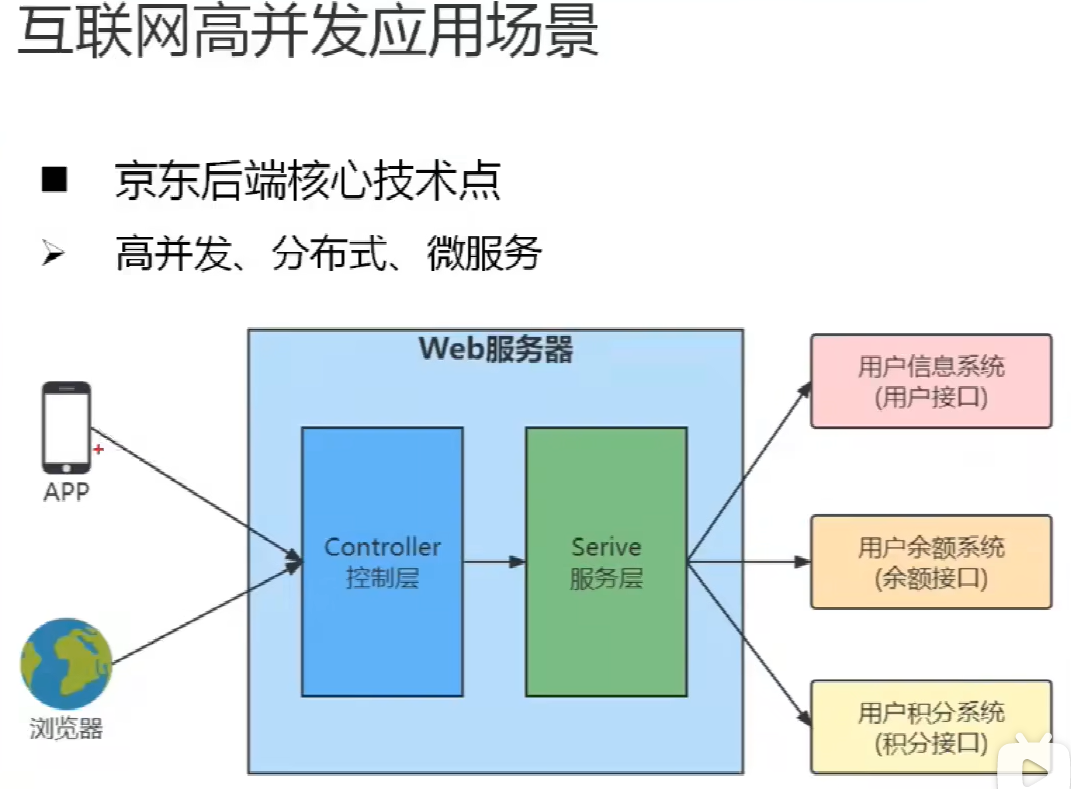 互联网高并发应用场景
京东后端核心技术点
高并发、分布式、微服务
Web服务器
APP
浏览器
Controller
控制层
Serive
服务层
用户信息系统
(用户接口)
用户余额系统
(余额接口)
用户积分系统
(积分接口)